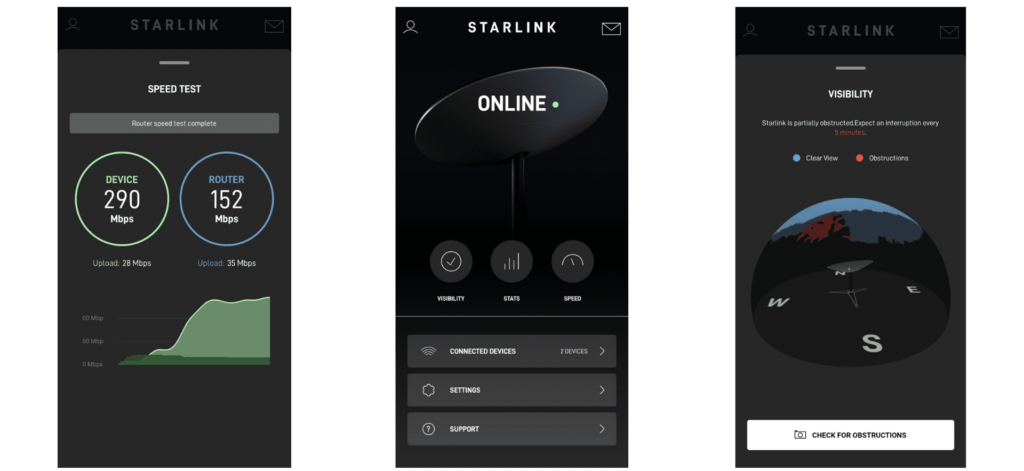 STARLINK
SPEED TEST
Router speed test complete
DEVICE
290
Mbps
ROUTER
152
Mbps
Upload: 28 Mbps
Upload: 35 Mbps
00 Mbp
00 Mbp
0 Mbps
STARLINK
ONLINE
VISIBILITY
STATS
SPEED
CONNECTED DEVICES
2 DEVICES
SETTINGS
SUPPORT
STARLINK
VISIBILITY
Starlink is partially obstructed.Expect an interruption every
5 minutes.
Clear View
Obstructions
N
W
E
S
CHECK FOR OBSTRUCTIONS